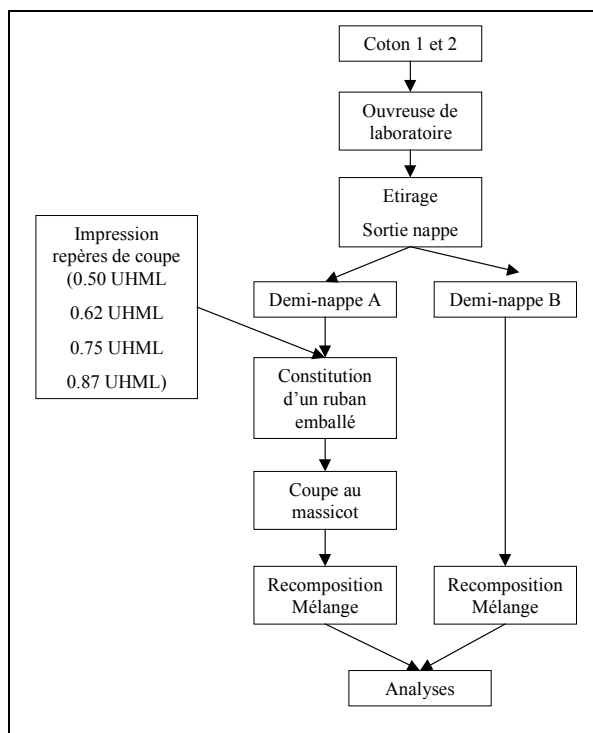 Coton 1 et 2
Ouvreuse de
laboratoire
Etirage
Sortie nappe
Impression
repères de coupe
(0.50 UHML
0.62 UHML
0.75 UHML
0.87 UHML)
Demi-nappe A
Demi-nappe B
Constitution
d’un ruban
emballé
Coupe au
massicot
Recomposition
Mélange
Recomposition
Mélange
Analyses